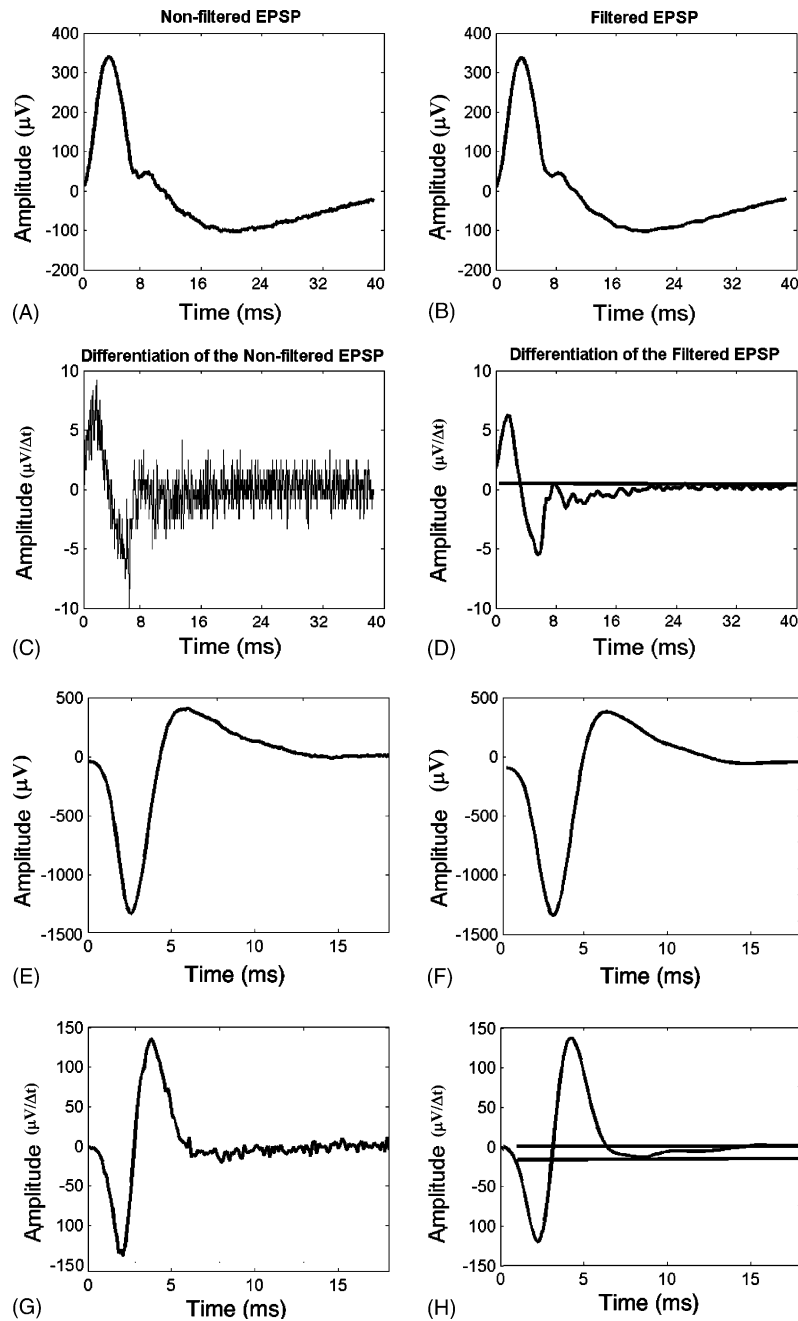 Non-filtered EPSP
400
300
200
100
0
-100
-200
Amplitude (µV)
0 8 16 24 32 40
Time (ms)
(A)
Filtered EPSP
400
300
200
100
0
-100
-200
Amplitude (µV)
0 8 16 24 32 40
Time (ms)
(B)
Differentiation of the Non-filtered EPSP
10
5
0
-5
-10
Amplitude (µV/Δt)
0 8 16 24 32 40
Time (ms)
(C)
Differentiation of the Filtered EPSP
10
5
0
-5
-10
Amplitude (µV/Δt)
0 8 16 24 32 40
Time (ms)
(D)
500
0
-500
-1000
-1500
Amplitude (µV)
0 5 10 15
Time (ms)
(E)
500
0
-500
-1000
-1500
Amplitude (µV)
0 5 10 15
Time (ms)
(F)
150
100
50
0
-50
100
-150
Amplitude (µV/Δt)
0 5 10 15
Time (ms)
(G)
150
100
50
0
-50
100
-150
Amplitude (µV/Δt)
0 5 10 15
Time (ms)
(H)